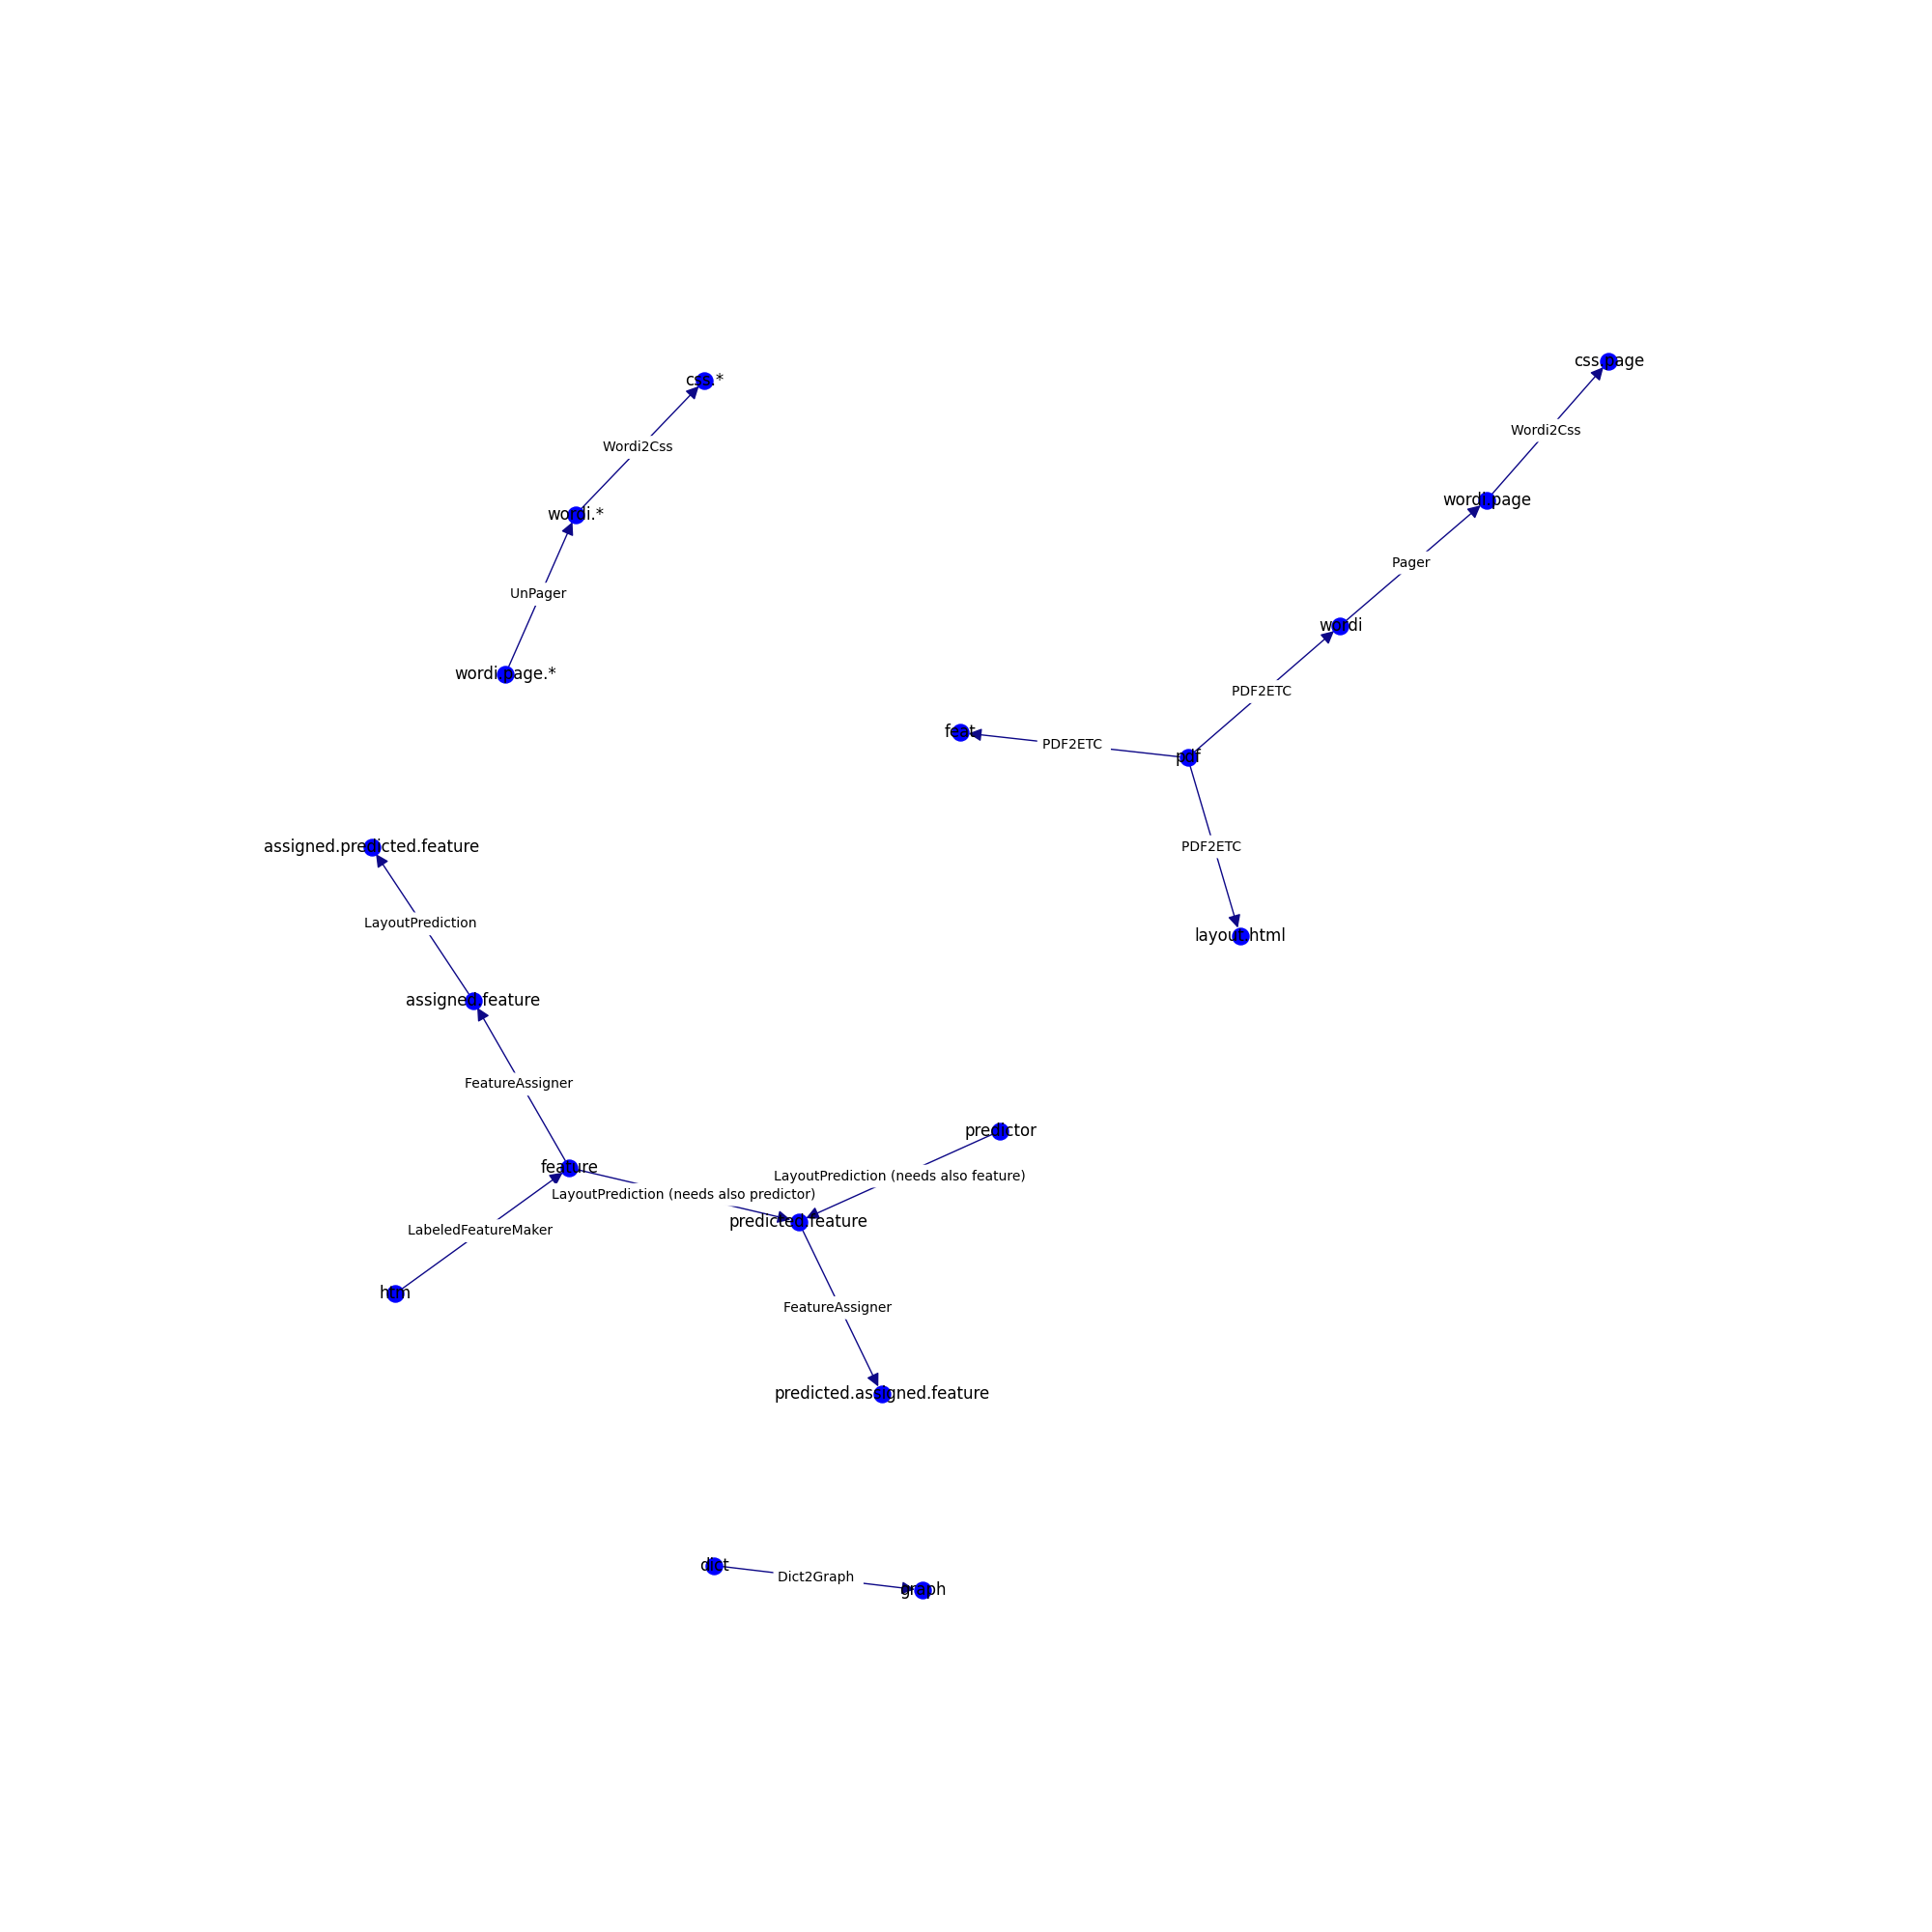 css.page
css.*
Wordi2Css
Wordi2Css
wordi.page
wordi.*
Pager
UnPager
wordi
wordi.page.*
PDF2ETC
feat
PDF2ETC
pdf
assigned.predicted.feature
PDF2ETC
LayoutPrediction
layout.html
assigned.feature
FeatureAssigner
predictor
feature
LayoutPrediction (needs also feature)
LayoutPrediction (needs also predictor)
predicted.feature
LabeledFeatureMaker
htm
FeatureAssigner
predicted.assigned.feature
dict
Dict2Graph
graph